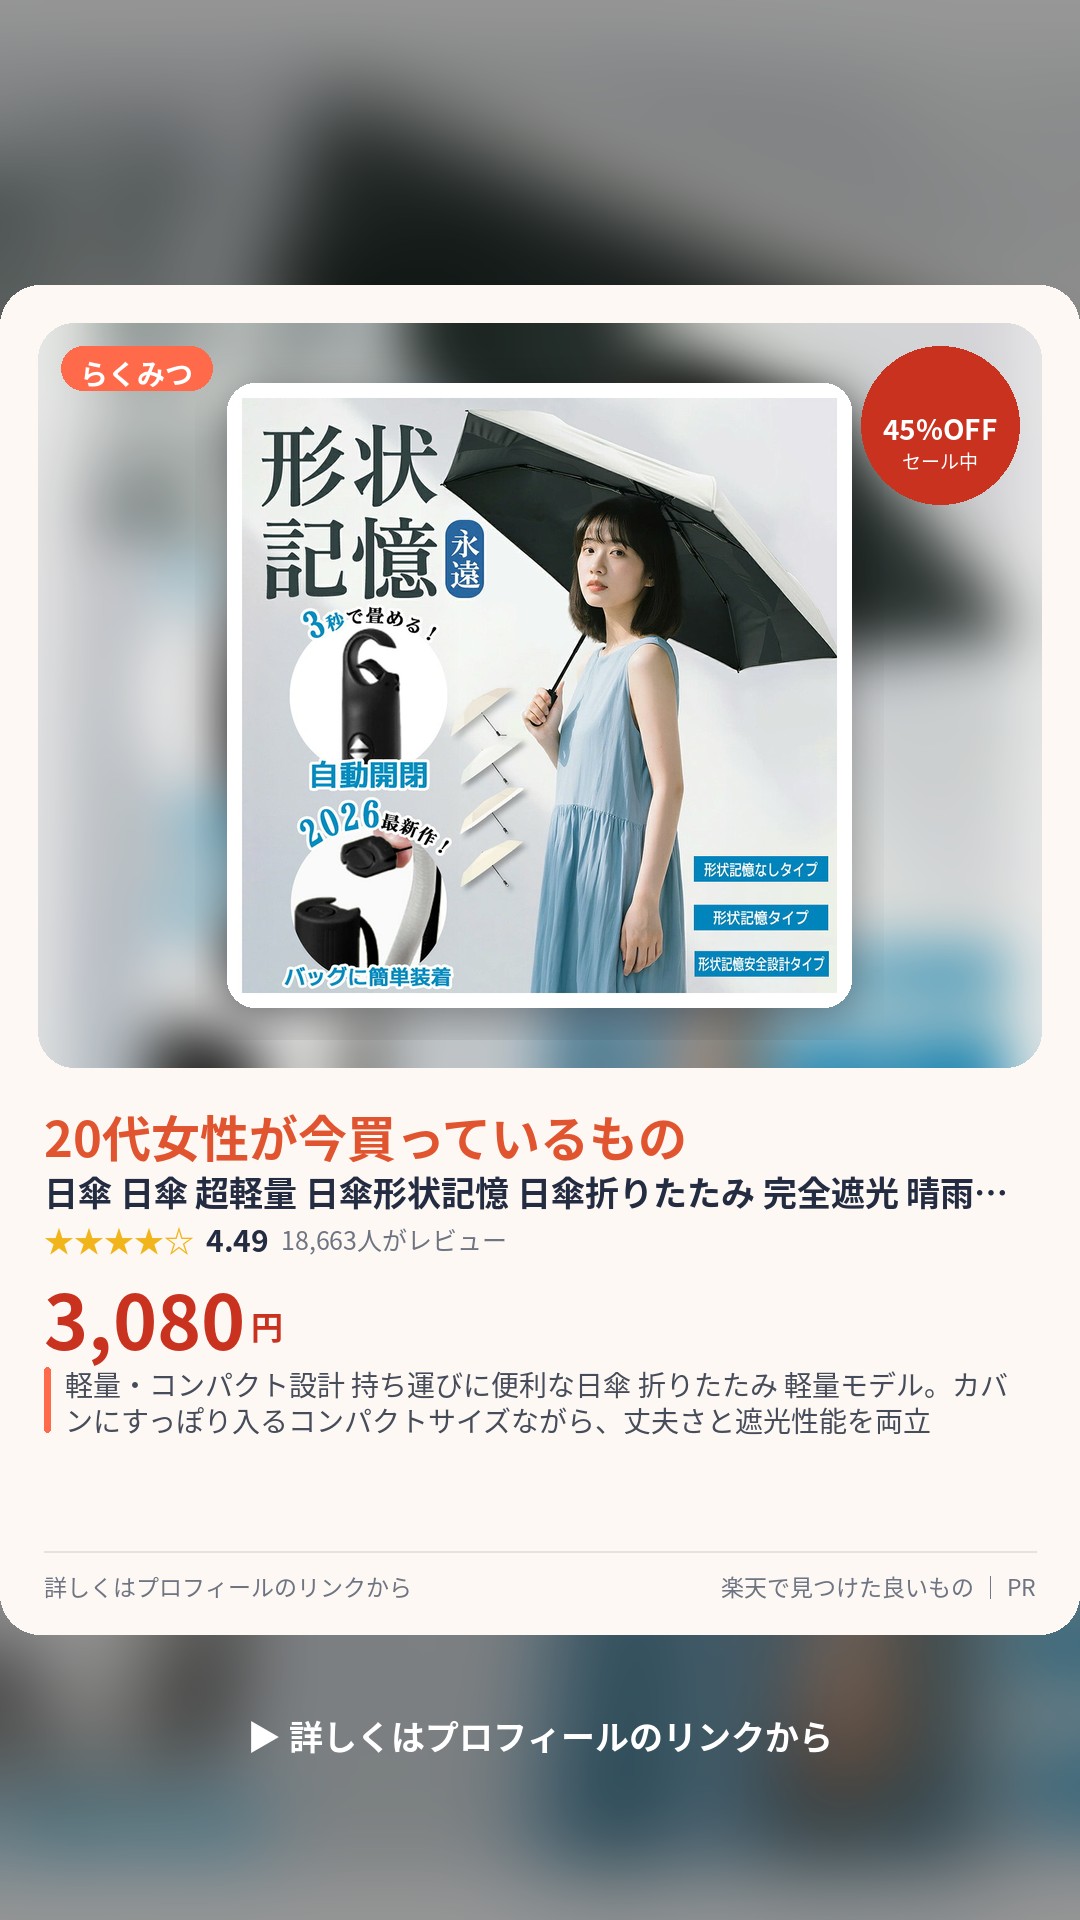 らくみつ
45%OFF
セール中
形状
記憶
永遠
3秒で畳める!
自動開閉
2026最新作!
バッグに簡単装着
形状記憶なしタイプ
形状記憶タイプ
形状記憶安全設計タイプ
20代女性が今買っているもの
日傘 日傘 超軽量 日傘形状記憶 日傘折りたたみ 完全遮光 晴雨…
★★★★☆ 4.49 18,663人がレビュー
3,080円
軽量・コンパクト設計 持ち運びに便利な日傘 折りたたみ 軽量モデル。カバ
ンにすっぽり入るコンパクトサイズながら、丈夫さと遮光性能を両立
詳しくはプロフィールのリンクから
楽天で見つけた良いもの | PR
▶ 詳しくはプロフィールのリンクから